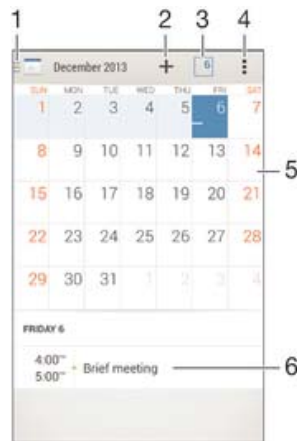 1 2 3 4
December 2013 + 6
SUN MON TUE WED THU FRI SAT
1 2 3 4 5 6 7
8 9 10 11 12 13 14
15 16 17 18 19 20 21
22 23 24 25 26 27 28
29 30 31 1 2 3 4
5
FRIDAY 6
4:00 PM
5:00 PM
Brief meeting
6